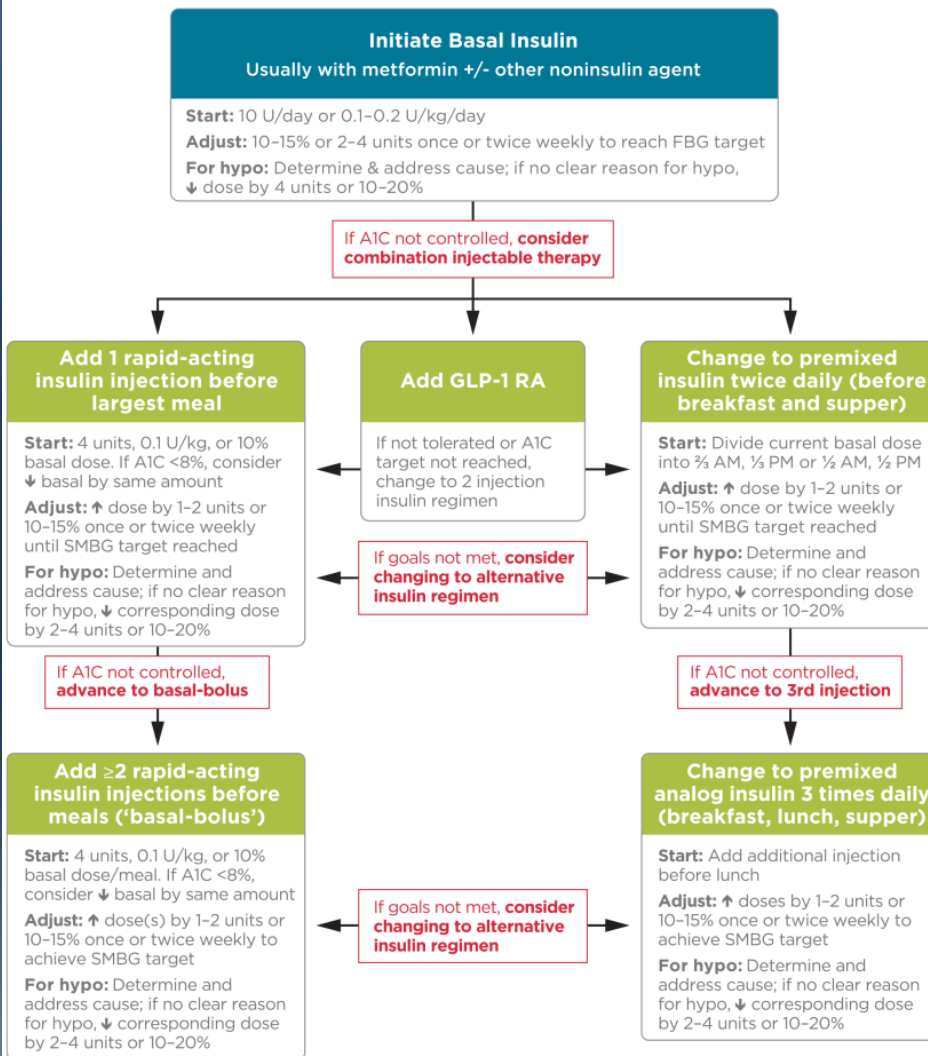 Initiate Basal Insulin
Usually with metformin +/- other noninsulin agent
Start: 10 U/day or 0.1–0.2 U/kg/day
Adjust: 10–15% or 2–4 units once or twice weekly to reach FBG target
For hypo: Determine & address cause; if no clear reason for hypo,
↓ dose by 4 units or 10–20%
If A1C not controlled, consider
combination injectable therapy
Add 1 rapid-acting
insulin injection before
largest meal
Start: 4 units, 0.1 U/kg, or 10%
basal dose. If A1C <8%, consider
↓ basal by same amount
Adjust: ↑ dose by 1–2 units or
10–15% once or twice weekly
until SMBG target reached
For hypo: Determine and
address cause; if no clear reason
for hypo, ↓ corresponding dose
by 2–4 units or 10–20%
Add GLP-1 RA
If not tolerated or A1C
target not reached,
change to 2 injection
insulin regimen
Change to premixed
insulin twice daily (before
breakfast and supper)
Start: Divide current basal dose
into ⅔ AM, ⅓ PM or ½ AM, ½ PM
Adjust: ↑ dose by 1–2 units or
10–15% once or twice weekly
until SMBG target reached
For hypo: Determine and
address cause; if no clear reason
for hypo, ↓ corresponding dose
by 2–4 units or 10–20%
If goals not met, consider
changing to alternative
insulin regimen
If A1C not controlled,
advance to basal-bolus
If A1C not controlled,
advance to 3rd injection
Add ≥2 rapid-acting
insulin injections before
meals (‘basal-bolus’)
Start: 4 units, 0.1 U/kg, or 10%
basal dose/meal. If A1C <8%,
consider ↓ basal by same amount
Adjust: ↑ dose(s) by 1–2 units or
10–15% once or twice weekly to
achieve SMBG target
For hypo: Determine and
address cause; if no clear reason
for hypo, ↓ corresponding dose
by 2–4 units or 10–20%
If goals not met, consider
changing to alternative
insulin regimen
Change to premixed
analog insulin 3 times daily
(breakfast, lunch, supper)
Start: Add additional injection
before lunch
Adjust: ↑ doses by 1–2 units or
10–15% once or twice weekly to
achieve SMBG target
For hypo: Determine and
address cause; if no clear reason
for hypo, ↓ corresponding dose
by 2–4 units or 10–20%